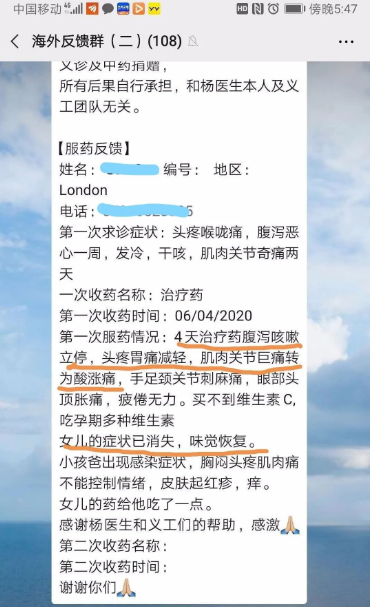 中国移动 4G HD 傍晚5:47
海外反馈群（二）(108)
义诊及中药捐赠，
所有后果自行承担，和杨医生本人及义
工团队无关。
【服药反馈】
姓名： 编号： 地区：
London
电话：
第一次求诊症状：头疼喉咙痛，腹泻恶
心一周，发冷，干咳，肌肉关节奇痛两
天
一次收药名称：治疗药
第一次收药时间：06/04/2020
第一次服药情况：4天治疗药腹泻咳嗽
立停，头疼胃痛减轻，肌肉关节巨痛转
为酸涨痛，手足颈关节刺麻痛，眼部头
顶胀痛，疲倦无力。买不到维生素C,
吃孕期多种维生素
女儿的症状已消失，味觉恢复。
小孩爸出现感染症状，胸闷头疼肌肉痛
不能控制情绪，皮肤起红疹，痒。
女儿的药给他吃了一点。
感谢杨医生和义工们的帮助，感激🙏🏻
第二次收药名称：
第二次收药时间：
谢谢你们🙏🏻